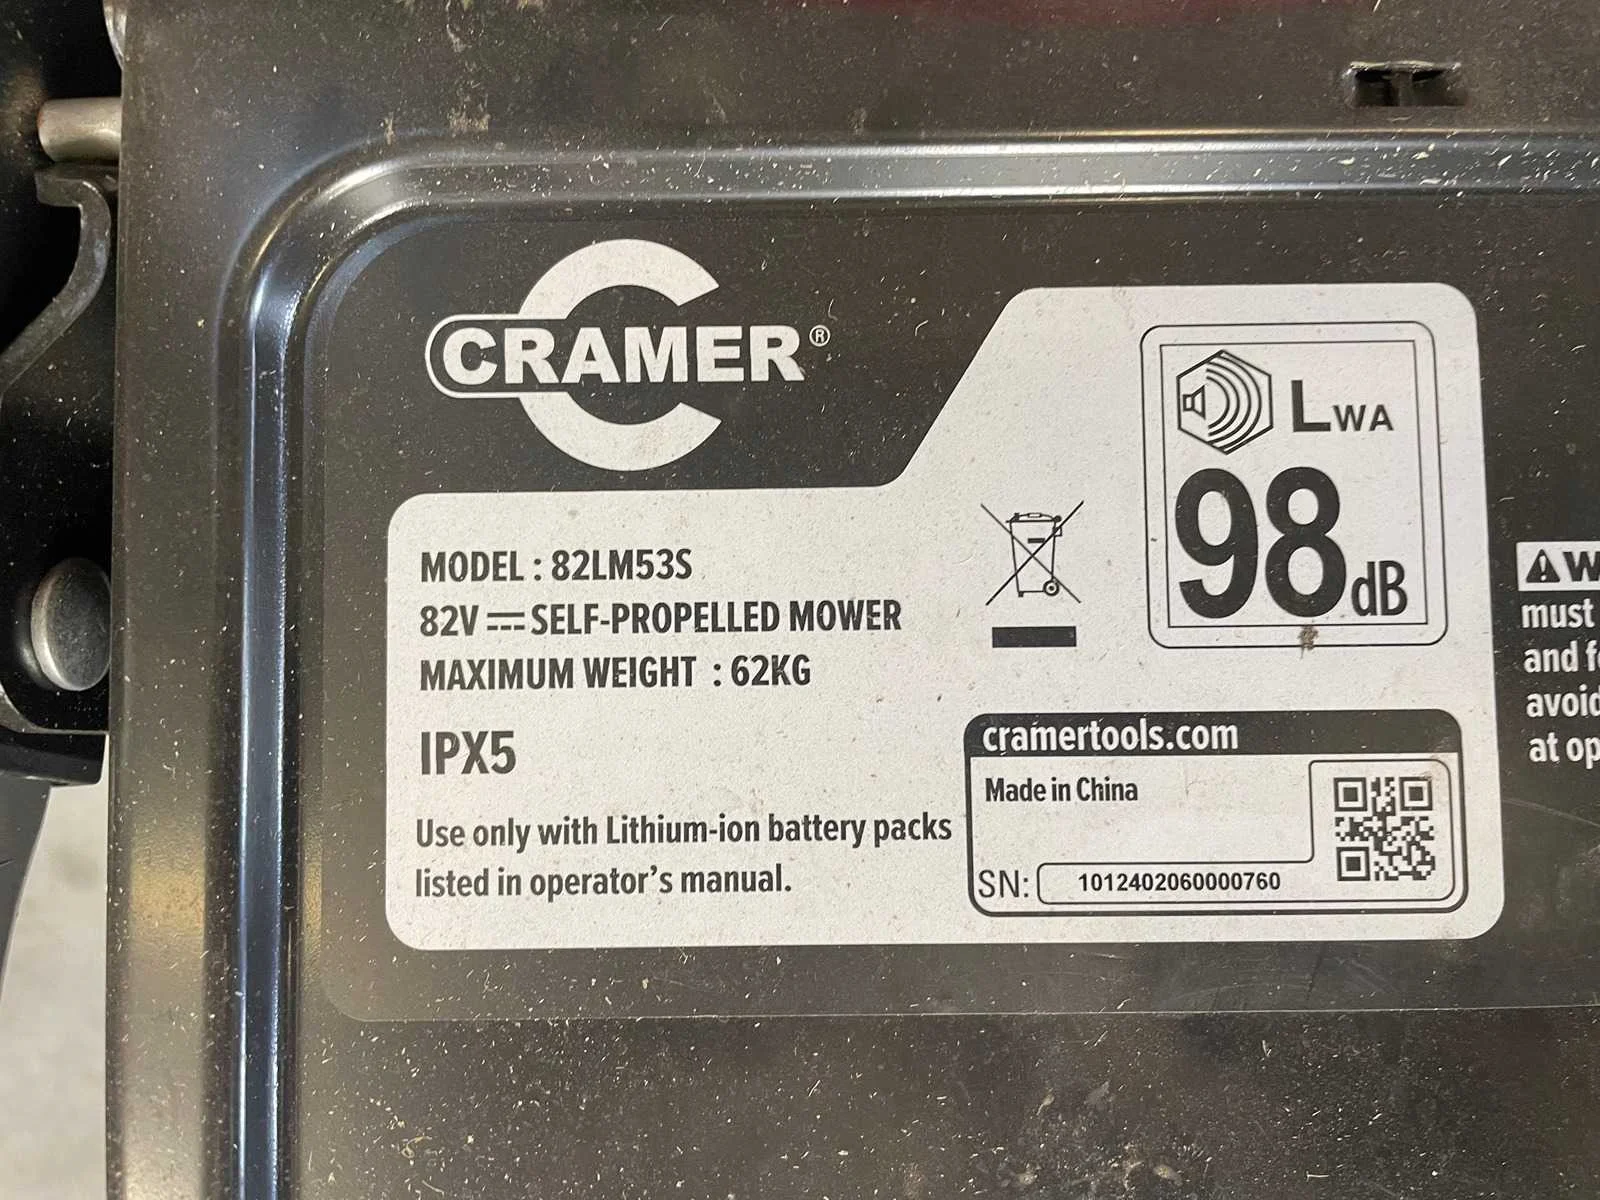 CRAMER®
LWA
98dB
MODEL : 82LM53S
82V ⎓ SELF-PROPELLED MOWER
MAXIMUM WEIGHT : 62KG
IPX5
Use only with Lithium-ion battery packs
listed in operator's manual.
cramertools.com
Made in China
SN: 1012402060000760
must
and
avoid
at